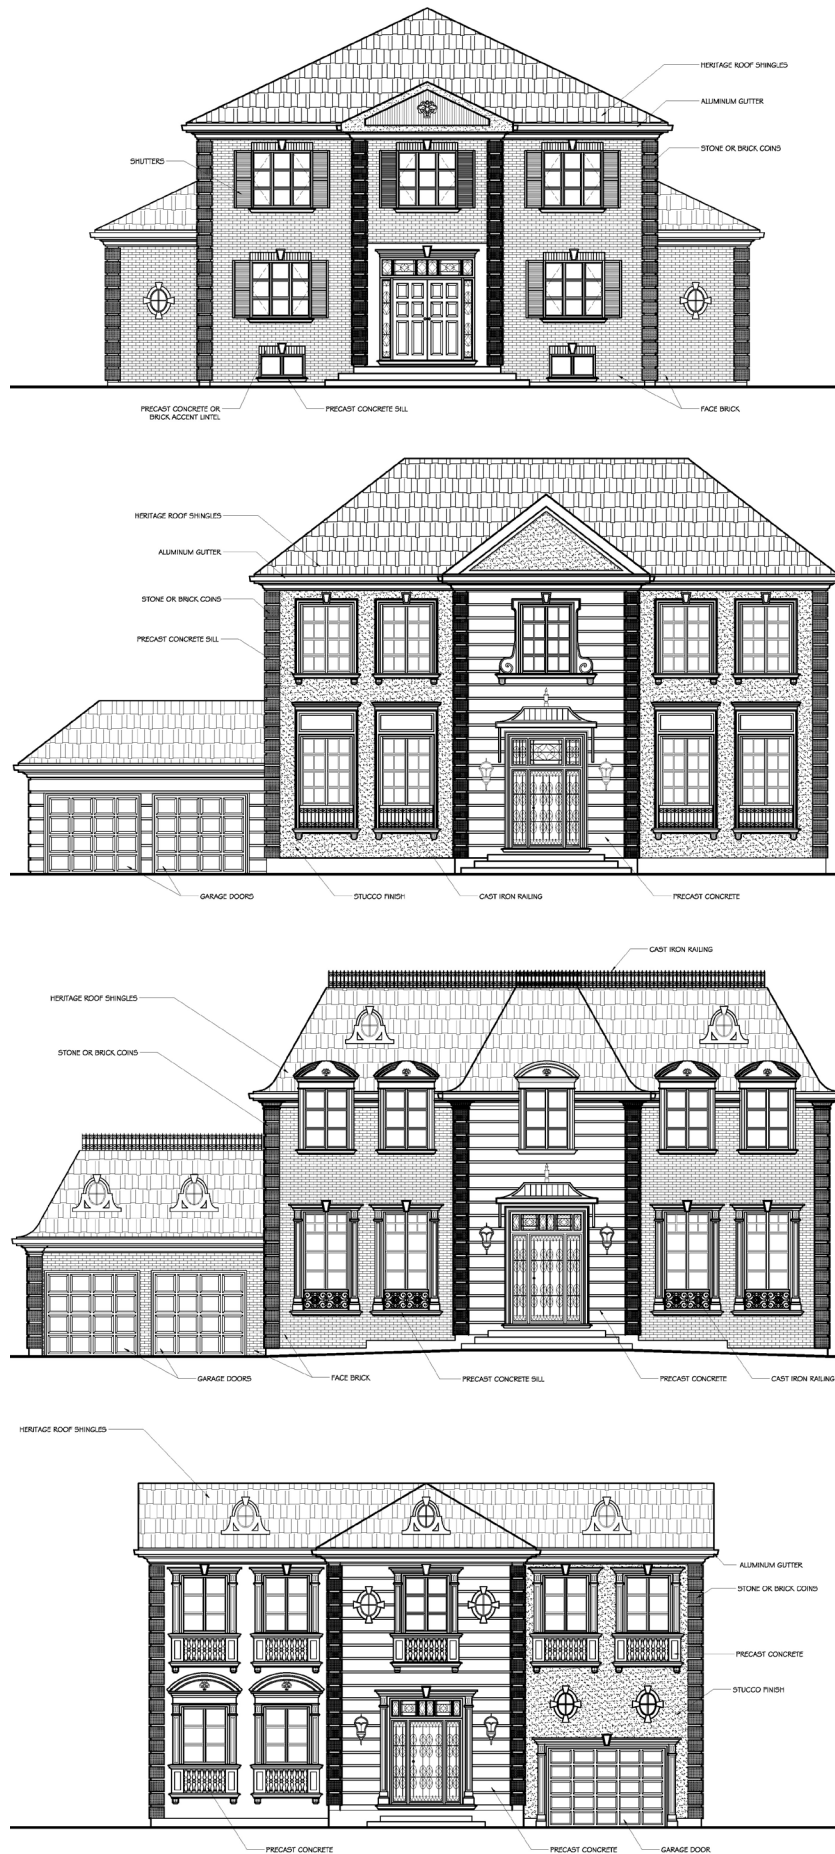 HERITAGE ROOF SHINGLES
ALUMINUM GUTTER
STONE OR BRICK COINS
SHUTTERS
PRECAST CONCRETE OR
BRICK ACCENT LINTEL
PRECAST CONCRETE SILL
FACE BRICK
HERITAGE ROOF SHINGLES
ALUMINUM GUTTER
STONE OR BRICK COINS
PRECAST CONCRETE SILL
GARAGE DOORS
STUCCO FINISH
CAST IRON RAILING
PRECAST CONCRETE
CAST IRON RAILING
HERITAGE ROOF SHINGLES
STONE OR BRICK COINS
GARAGE DOORS
FACE BRICK
PRECAST CONCRETE SILL
PRECAST CONCRETE
CAST IRON RAILING
HERITAGE ROOF SHINGLES
ALUMINUM GUTTER
STONE OR BRICK COINS
PRECAST CONCRETE
STUCCO FINISH
PRECAST CONCRETE
PRECAST CONCRETE
GARAGE DOOR